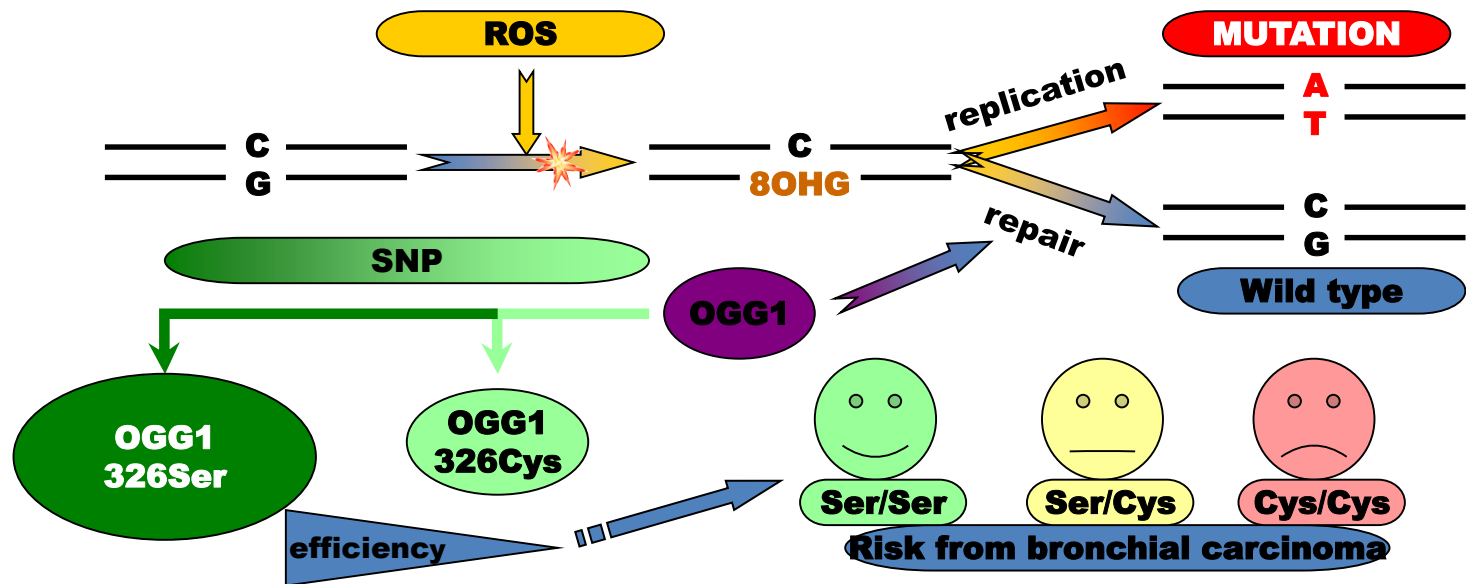 ROS
MUTATION
replication
A
T
C
G
C
8OHG
C
G
repair
Wild type
SNP
OGG1
OGG1
326Ser
OGG1
326Cys
efficiency
Ser/Ser
Ser/Cys
Cys/Cys
Risk from bronchial carcinoma